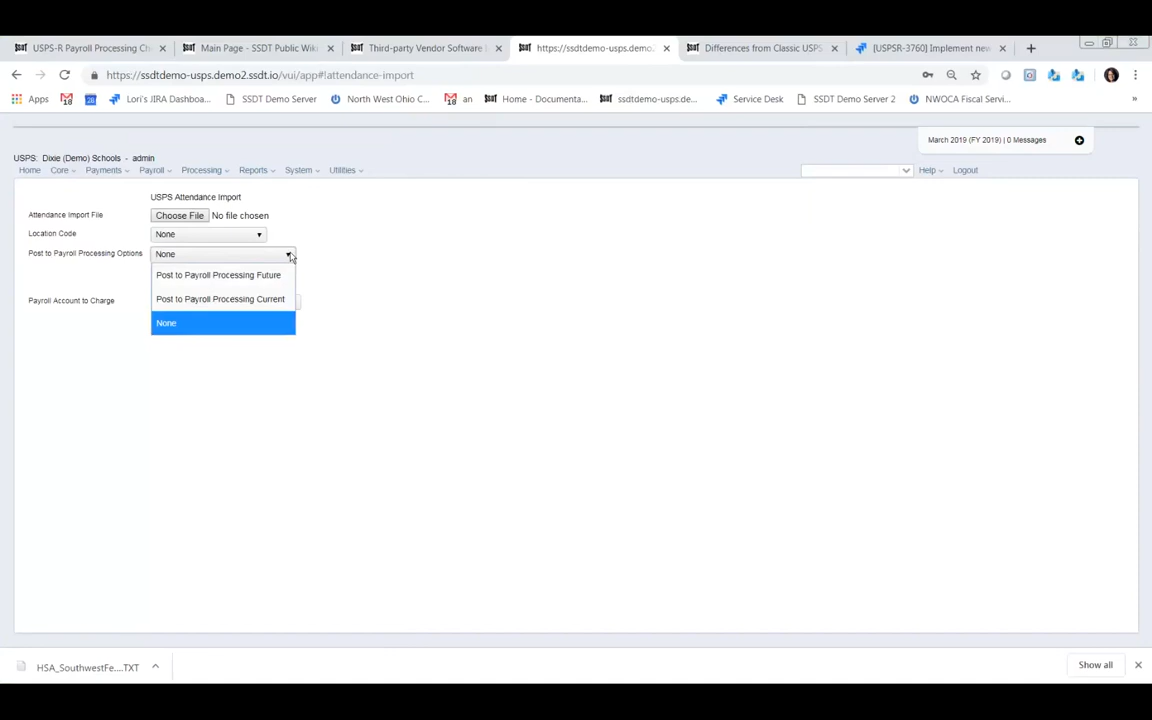 USPS-R Payroll Processing Ch
Main Page - SSDT Public Wiki
Third-party Vendor Software I
https://ssdtdemo-usps.demo2.
Differences from Classic USPS
[USPSR-3760] Implement new
https://ssdtdemo-usps.demo2.ssdt.io/vui/app#!attendance-import
Apps
18
28
Lori's JIRA Dashboa...
SSDT Demo Server
North West Ohio C...
18
an
Home - Documenta...
ssdtdemo-usps.de...
Service Desk
SSDT Demo Server 2
NWOCA Fiscal Servi...
»
March 2019 (FY 2019) | 0 Messages
USPS: Dixie (Demo) Schools - admin
Home Core Payments Payroll Processing Reports System Utilities Help Logout
USPS Attendance Import
Attendance Import File Choose File No file chosen
Location Code None
Post to Payroll Processing Options None
Post to Payroll Processing Future
Payroll Account to Charge Post to Payroll Processing Current
None
HSA_SouthwestFe....TXT
Show all